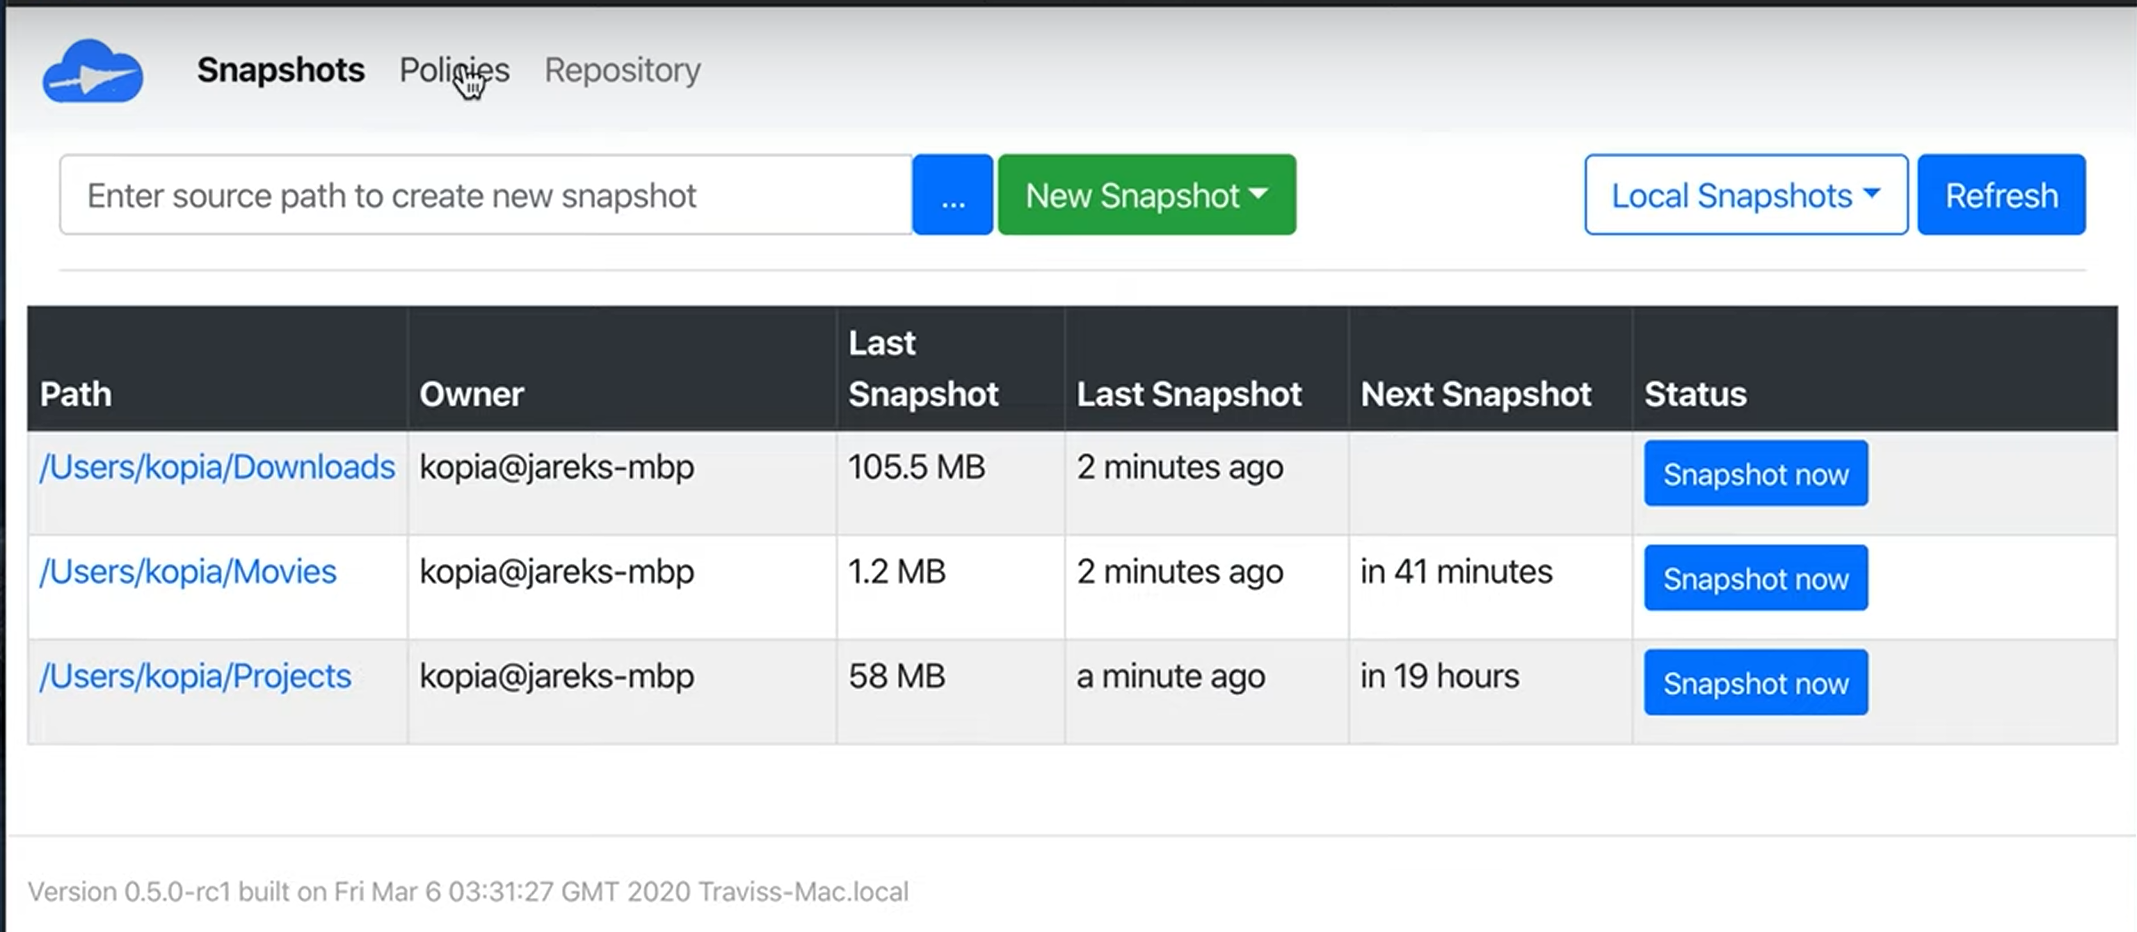 Snapshots Policies Repository
Enter source path to create new snapshot ... New Snapshot Local Snapshots Refresh
Last
Path Owner Snapshot Last Snapshot Next Snapshot Status
/Users/kopia/Downloads kopia@jareks-mbp 105.5 MB 2 minutes ago Snapshot now
/Users/kopia/Movies kopia@jareks-mbp 1.2 MB 2 minutes ago in 41 minutes Snapshot now
/Users/kopia/Projects kopia@jareks-mbp 58 MB a minute ago in 19 hours Snapshot now
Version 0.5.0-rc1 built on Fri Mar 6 03:31:27 GMT 2020 Traviss-Mac.local